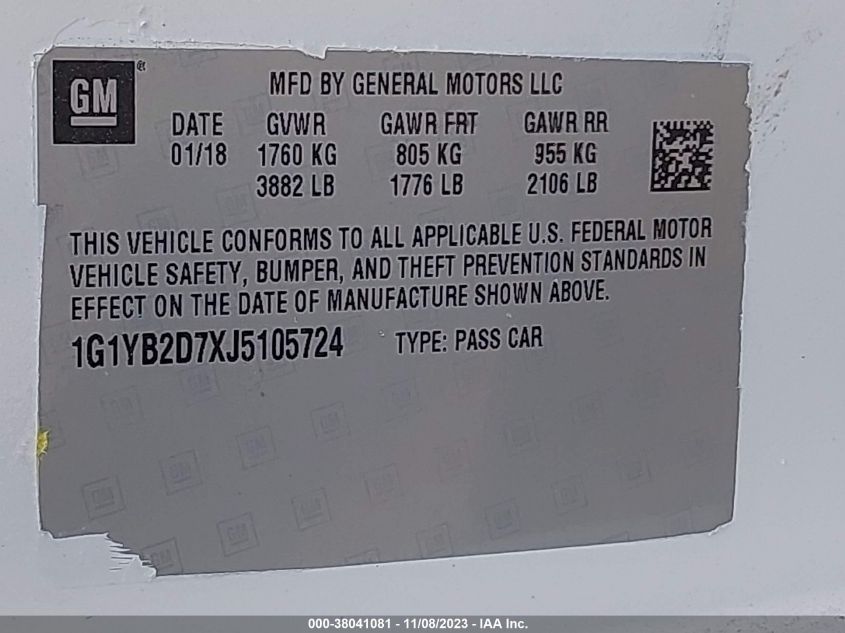 GM®
MFD BY GENERAL MOTORS LLC
DATE GVWR GAWR FRT GAWR RR
01/18 1760 KG 805 KG 955 KG
3882 LB 1776 LB 2106 LB
THIS VEHICLE CONFORMS TO ALL APPLICABLE U.S. FEDERAL MOTOR
VEHICLE SAFETY, BUMPER, AND THEFT PREVENTION STANDARDS IN
EFFECT ON THE DATE OF MANUFACTURE SHOWN ABOVE.
1G1YB2D7XJ5105724 TYPE: PASS CAR
000-38041081 - 11/08/2023 - IAA Inc.